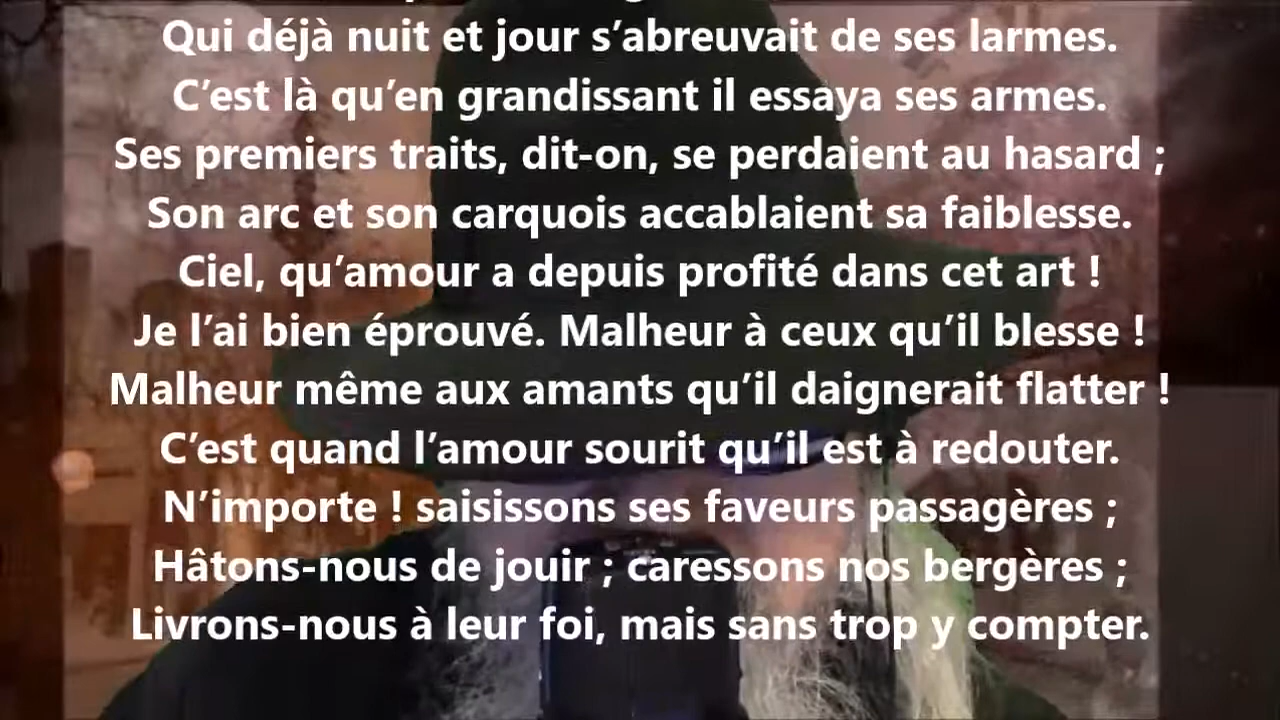 Qui déjà nuit et jour s’abreuvait de ses larmes.
C’est là qu’en grandissant il essaya ses armes.
Ses premiers traits, dit-on, se perdaient au hasard ;
Son arc et son carquois accablaient sa faiblesse.
Ciel, qu’amour a depuis profité dans cet art !
Je l’ai bien éprouvé. Malheur à ceux qu’il blesse !
Malheur même aux amants qu’il daignerait flatter !
C’est quand l’amour sourit qu’il est à redouter.
N’importe ! saisissons ses faveurs passagères ;
Hâtons-nous de jouir ; caressons nos bergères ;
Livrons-nous à leur foi, mais sans trop y compter.